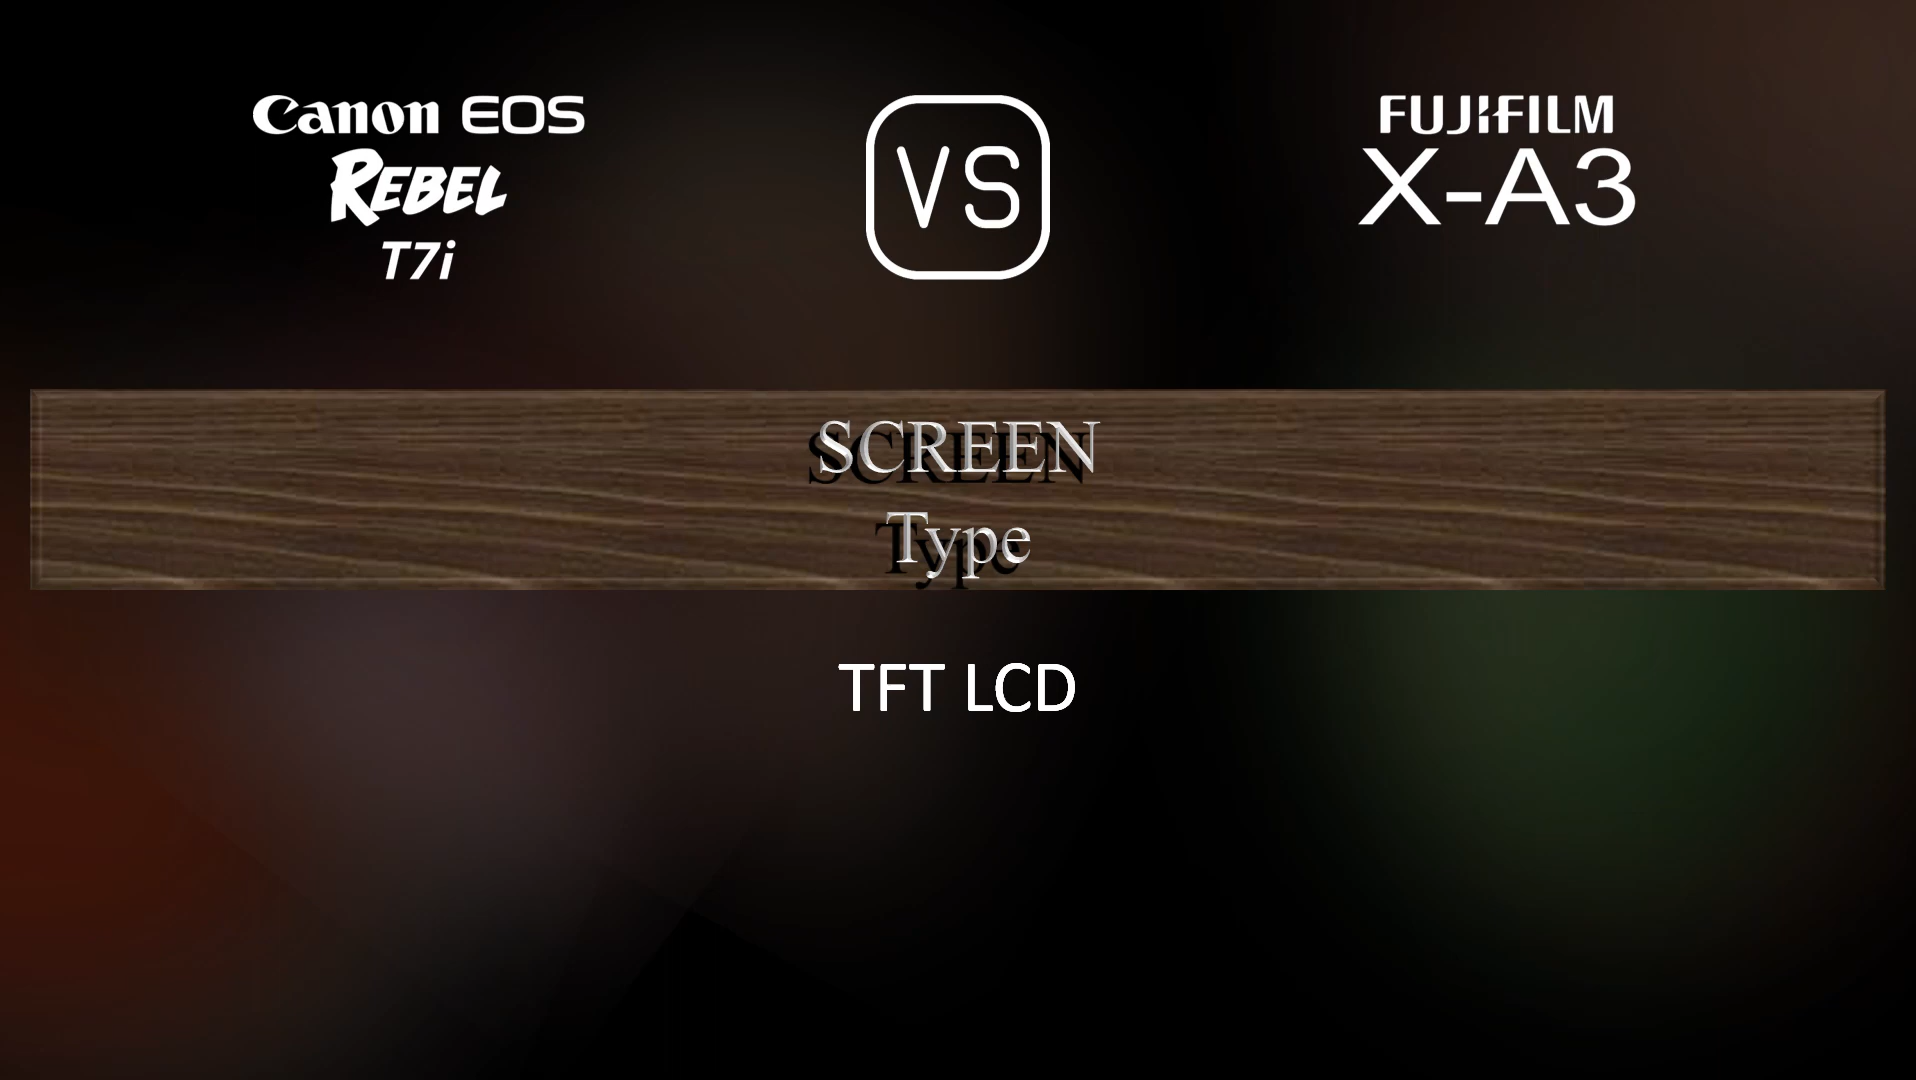 Canon EOS
REBEL
T7i
VS
FUJIFILM
X-A3
SCREEN
Type
TFT LCD